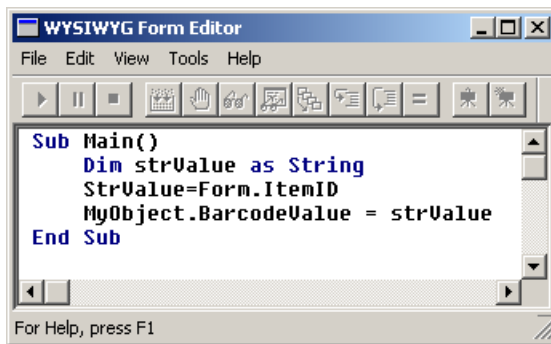 WYSIWYG Form Editor
File Edit View Tools Help
Sub Main()
Dim strValue as String
StrValue=Form.ItemID
MyObject.BarcodeValue = strValue
End Sub
For Help, press F1